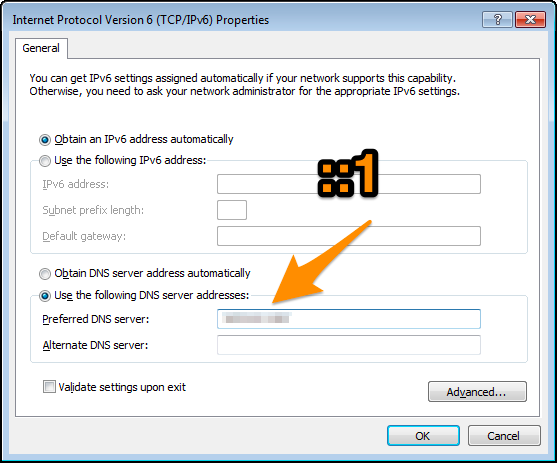 Internet Protocol Version 6 (TCP/IPv6) Properties
General
You can get IPv6 settings assigned automatically if your network supports this capability.
Otherwise, you need to ask your network administrator for the appropriate IPv6 settings.
Obtain an IPv6 address automatically
Use the following IPv6 address:
::1
IPv6 address:
Subnet prefix length:
Default gateway:
Obtain DNS server address automatically
Use the following DNS server addresses:
Preferred DNS server:
Alternate DNS server:
Validate settings upon exit
Advanced...
OK
Cancel